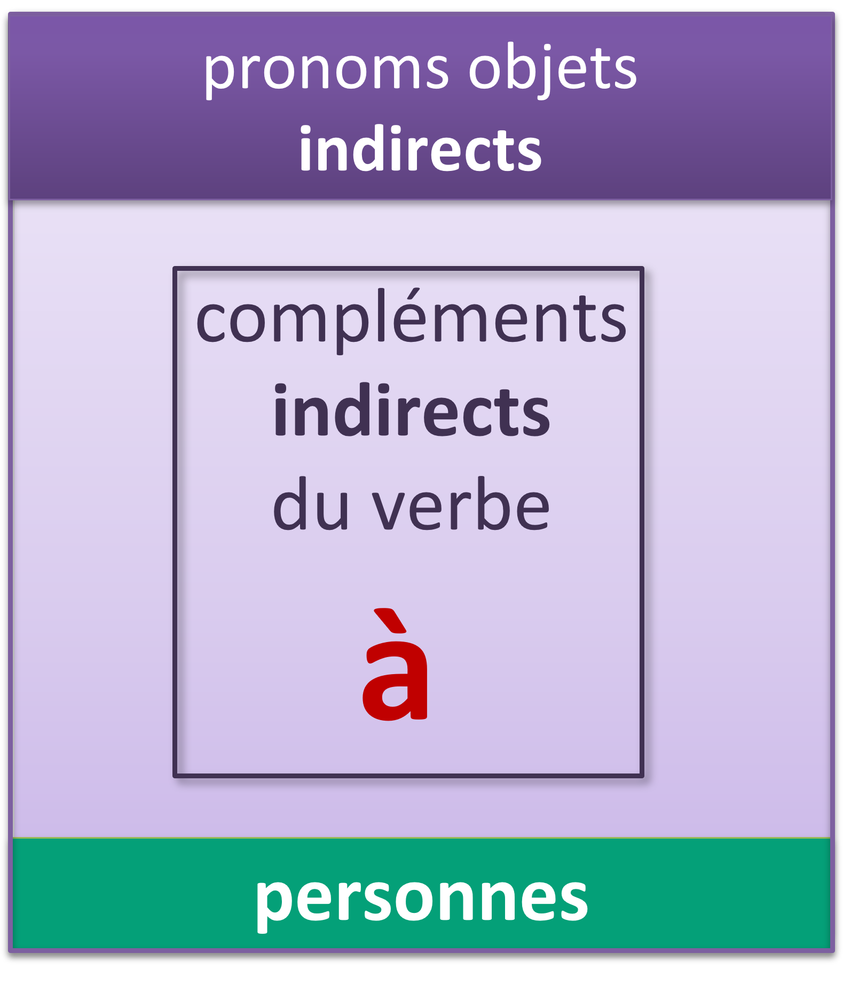 pronoms objets
indirects
compléments
indirects
du verbe
à
personnes